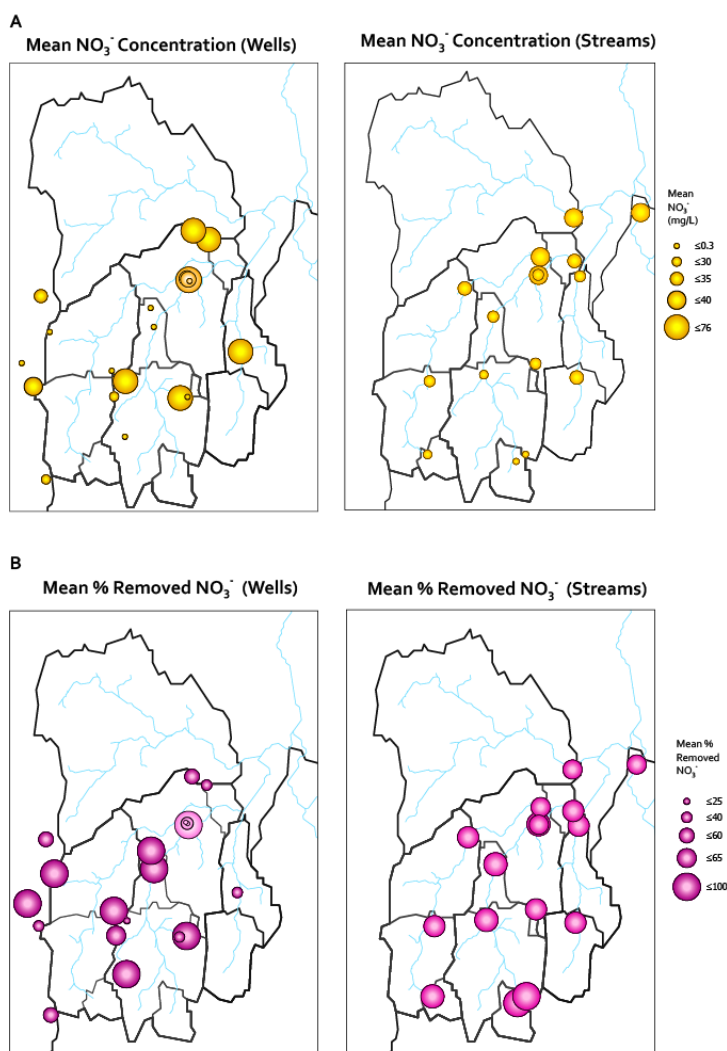 A
Mean NO₃⁻ Concentration (Wells)
Mean NO₃⁻ Concentration (Streams)
Mean
NO₃⁻
(mg/L)
≤0.3
≤30
≤35
≤40
≤76
B
Mean % Removed NO₃⁻ (Wells)
Mean % Removed NO₃⁻ (Streams)
Mean %
Removed
NO₃⁻
≤25
≤40
≤60
≤65
≤100